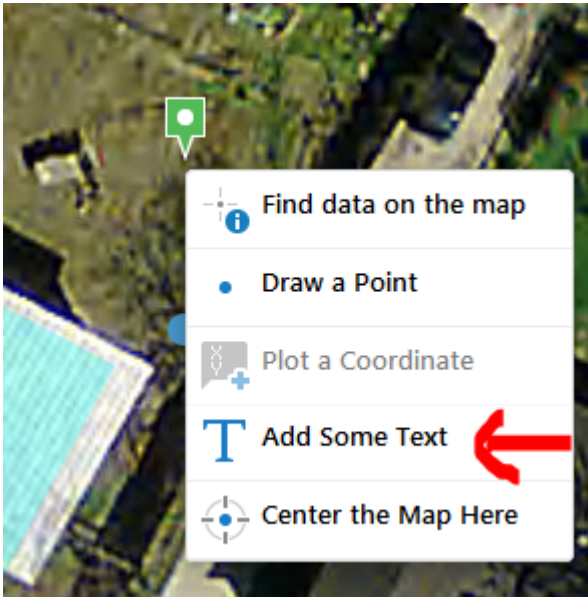 Find data on the map
Draw a Point
Plot a Coordinate
Add Some Text
Center the Map Here